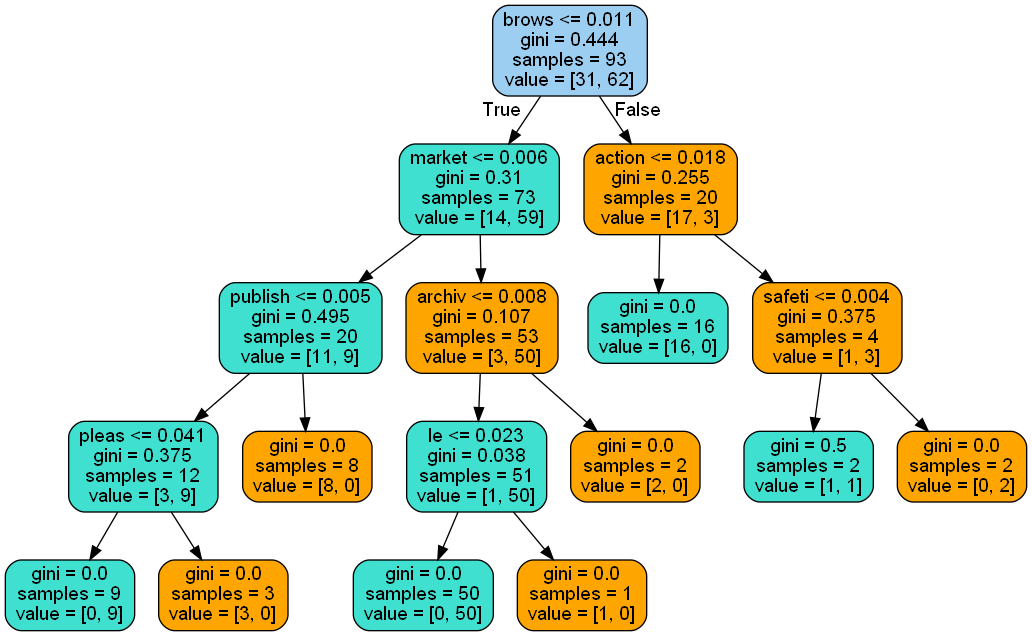 brows <= 0.011
gini = 0.444
samples = 93
value = [31, 62]
True
False
market <= 0.006
gini = 0.31
samples = 73
value = [14, 59]
action <= 0.018
gini = 0.255
samples = 20
value = [17, 3]
publish <= 0.005
gini = 0.495
samples = 20
value = [11, 9]
archiv <= 0.008
gini = 0.107
samples = 53
value = [3, 50]
gini = 0.0
samples = 16
value = [16, 0]
safeti <= 0.004
gini = 0.375
samples = 4
value = [1, 3]
pleas <= 0.041
gini = 0.375
samples = 12
value = [3, 9]
gini = 0.0
samples = 8
value = [8, 0]
le <= 0.023
gini = 0.038
samples = 51
value = [1, 50]
gini = 0.0
samples = 2
value = [2, 0]
gini = 0.5
samples = 2
value = [1, 1]
gini = 0.0
samples = 2
value = [0, 2]
gini = 0.0
samples = 9
value = [0, 9]
gini = 0.0
samples = 3
value = [3, 0]
gini = 0.0
samples = 50
value = [0, 50]
gini = 0.0
samples = 1
value = [1, 0]